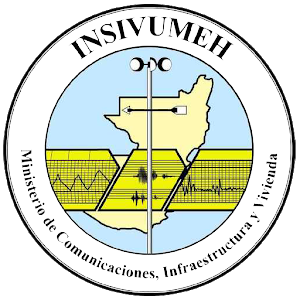 INSIVUMEH
Ministerio de Comunicaciones, Infraestructura y Vivienda